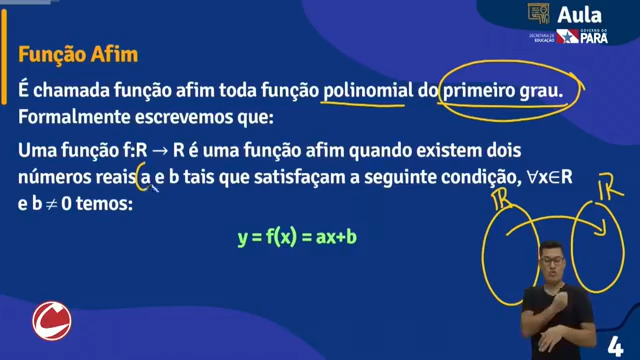 Aula
SECRETARIA DE
EDUCAÇÃO
GOVERNO DO
PARÁ
Função Afim
É chamada função afim toda função polinomial do primeiro grau.
Formalmente escrevemos que:
Uma função f:R → R é uma função afim quando existem dois
números reais a e b tais que satisfaçam a seguinte condição, ∀x∈R
e b ≠ 0 temos:
y = f(x) = ax+b
R
R
4